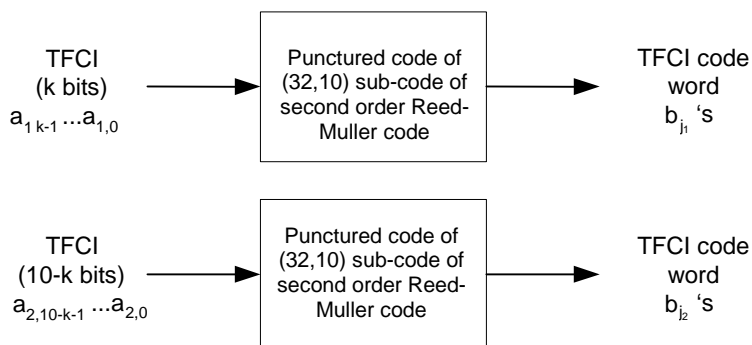 TFCI
(k bits)
a1 k-1 ...a1,0
Punctured code of
(32,10) sub-code of
second order Reed-
Muller code
TFCI code
word
bj1 's
TFCI
(10-k bits)
a2,10-k-1 ...a2,0
Punctured code of
(32,10) sub-code of
second order Reed-
Muller code
TFCI code
word
bj2 's